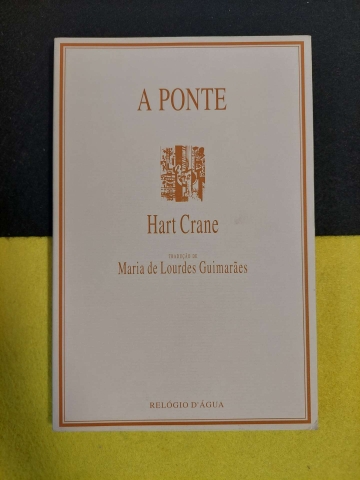 A PONTE
Hart Crane
TRADUÇÃO DE
Maria de Lourdes Guimarães
RELÓGIO D'ÁGUA